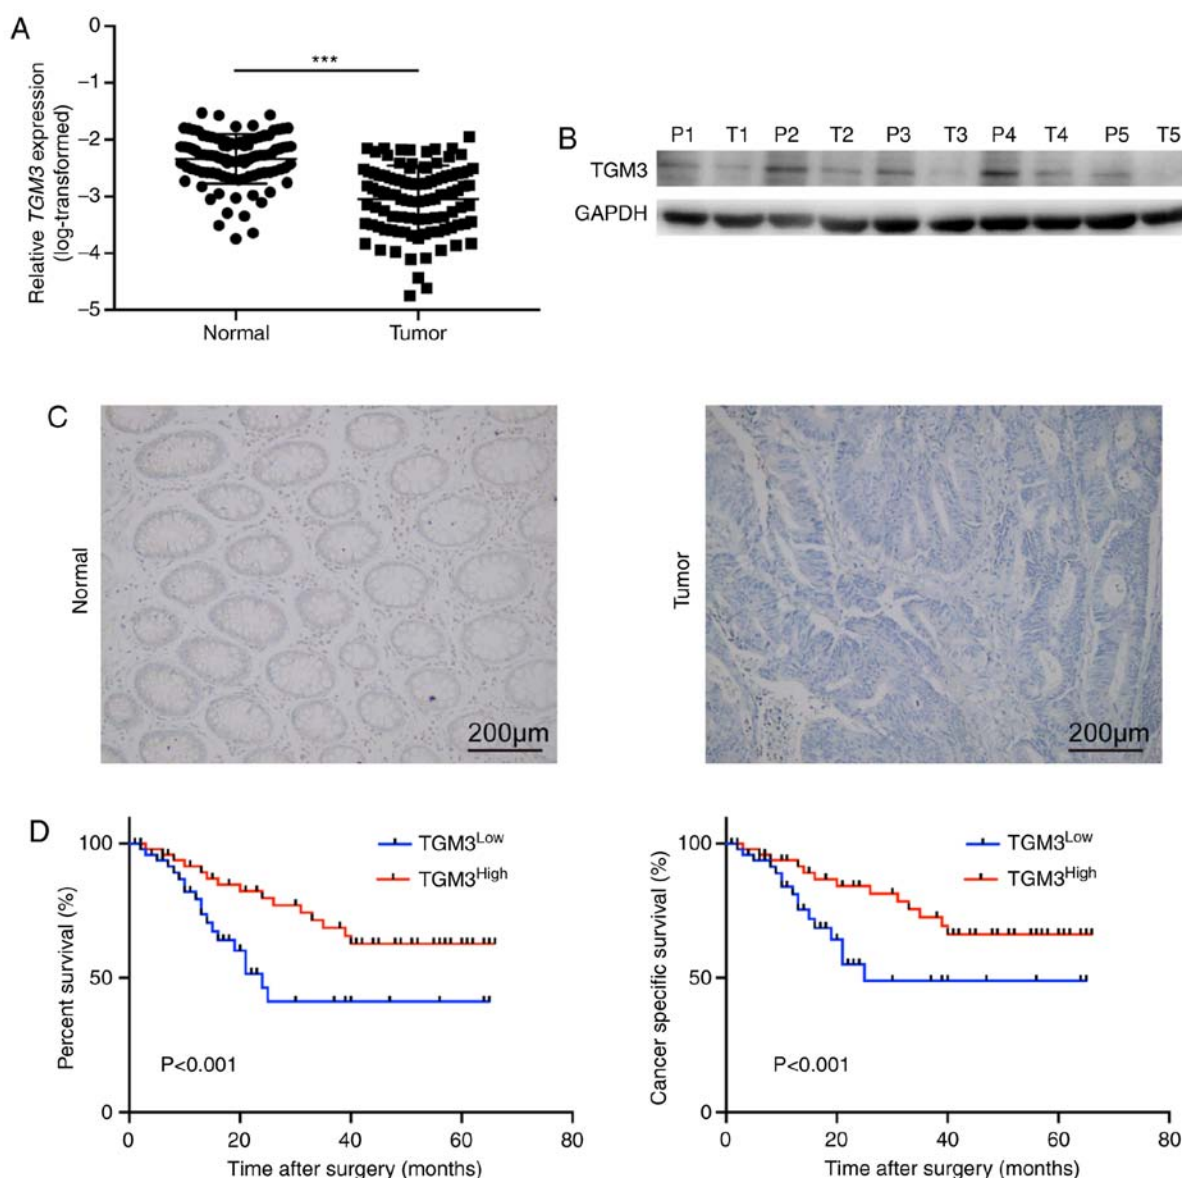 A
0
−1
−2
−3
−4
−5
Relative TGM3 expression
(log-transformed)
***
Normal
Tumor
B
P1 T1 P2 T2 P3 T3 P4 T4 P5 T5
TGM3
GAPDH
C
Normal
200µm
Tumor
200µm
D
100
50
0
Percent survival (%)
TGM3Low
TGM3High
P<0.001
0 20 40 60 80
Time after surgery (months)
100
50
0
Cancer specific survival (%)
TGM3Low
TGM3High
P<0.001
0 20 40 60 80
Time after surgery (months)